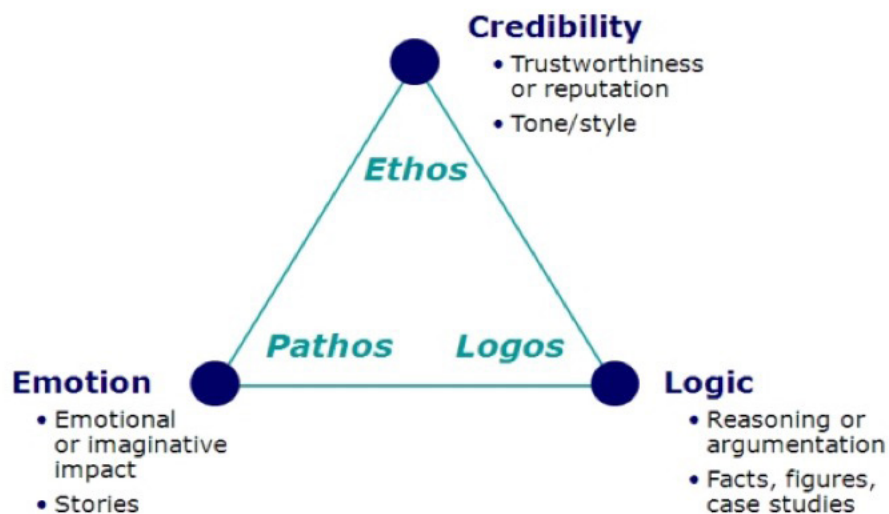 Credibility
• Trustworthiness
or reputation
• Tone/style
Ethos
Pathos
Logos
Emotion
• Emotional
or imaginative
impact
• Stories
Logic
• Reasoning or
argumentation
• Facts, figures,
case studies